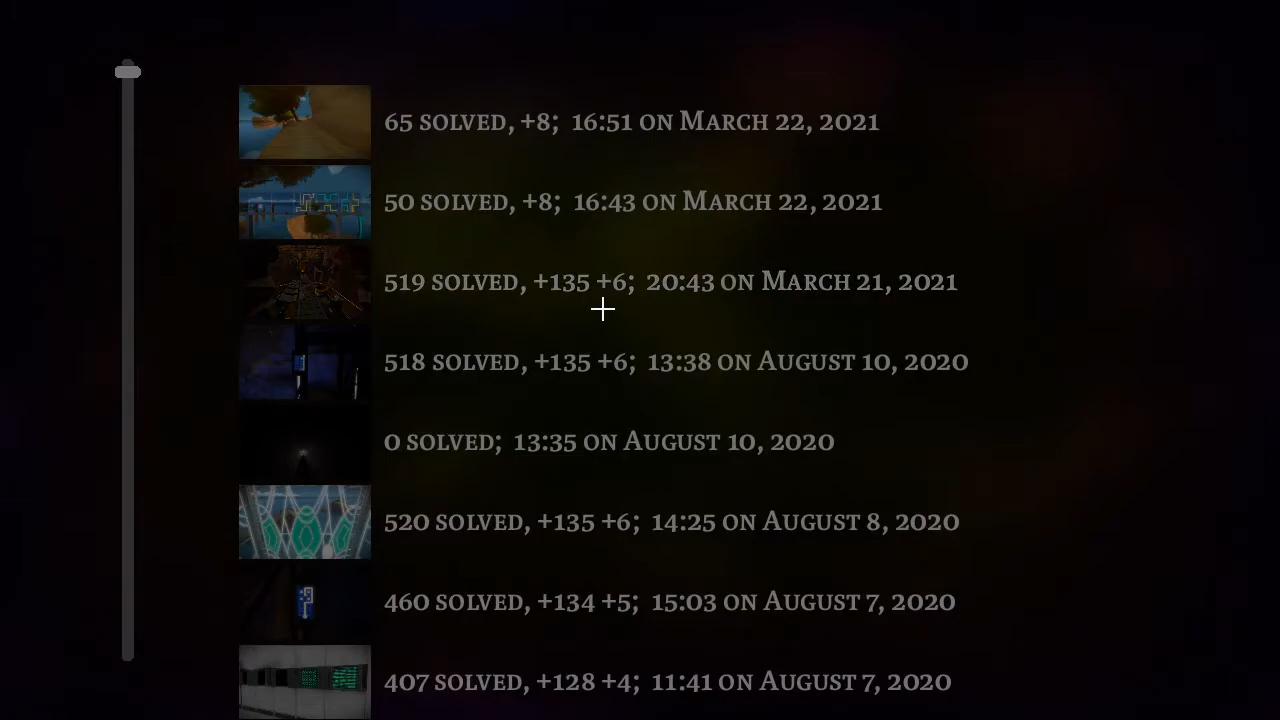 65 solved, +8; 16:51 on March 22, 2021
50 solved, +8; 16:43 on March 22, 2021
519 solved, +135 +6; 20:43 on March 21, 2021
518 solved, +135 +6; 13:38 on August 10, 2020
0 solved; 13:35 on August 10, 2020
520 solved, +135 +6; 14:25 on August 8, 2020
460 solved, +134 +5; 15:03 on August 7, 2020
407 solved, +128 +4; 11:41 on August 7, 2020